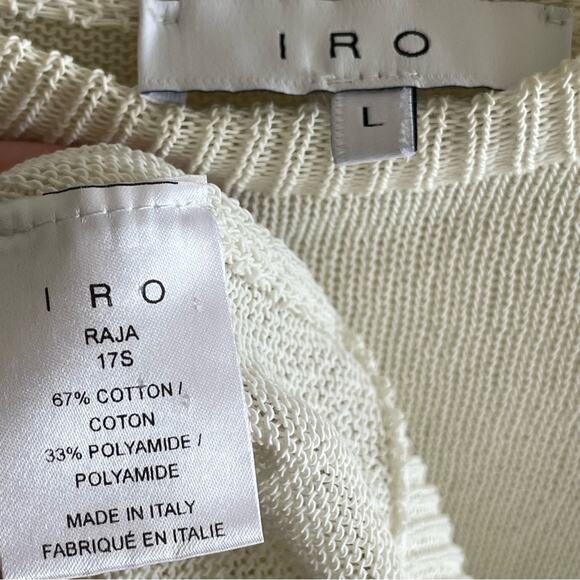 IRO
L
IRO
RAJA
17S
67% COTTON /
COTON
33% POLYAMIDE /
POLYAMIDE
MADE IN ITALY
FABRIQUÉ EN ITALIE